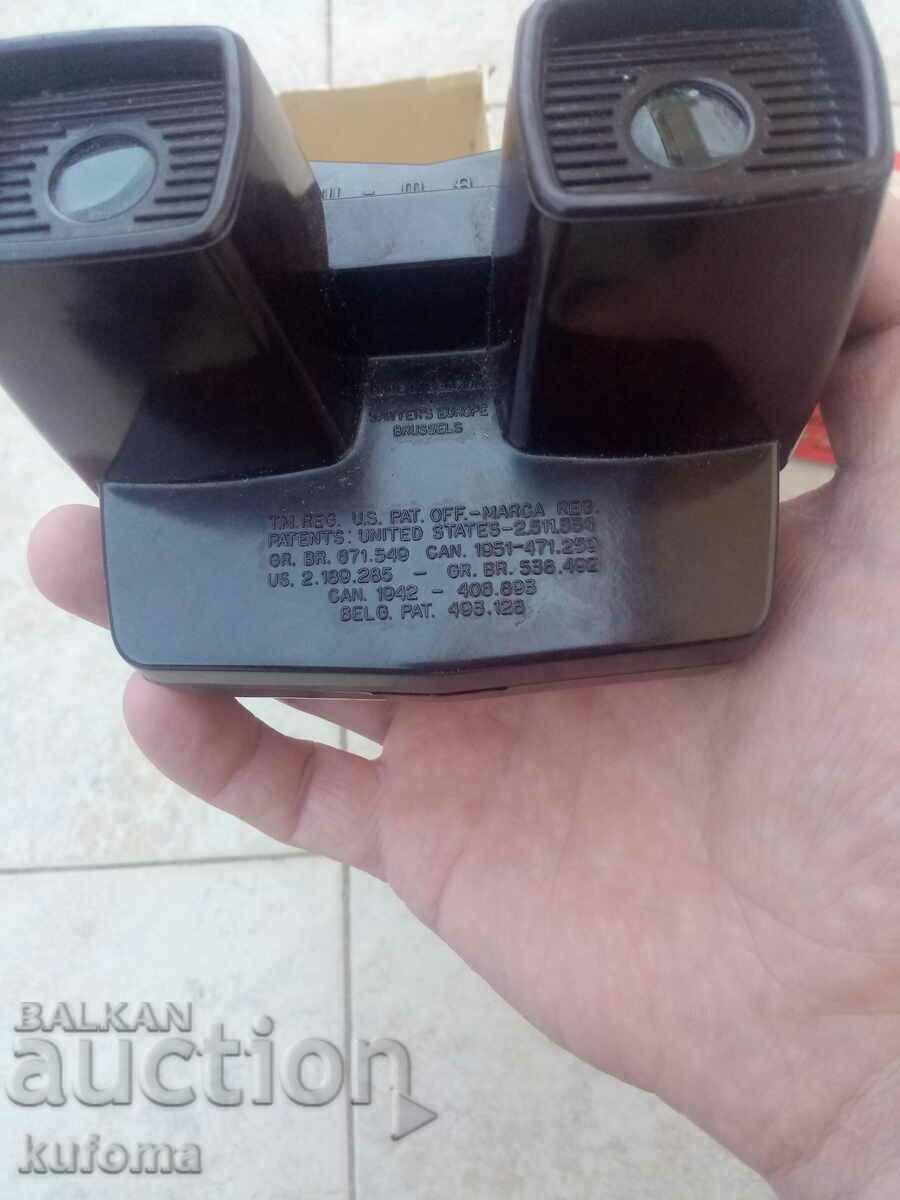 SAWYER'S EUROPE
BRUSSELS
T.M. REG. U.S. PAT. OFF.-MARCA REG.
PATENTS: UNITED STATES-2.511.334
GR. BR. 671.549 CAN. 1951-471.259
US. 2.189.285 - GR. BR. 538.492
CAN. 1942 - 408.893
BELG. PAT. 493.128
BALKAN
auction
kufoma